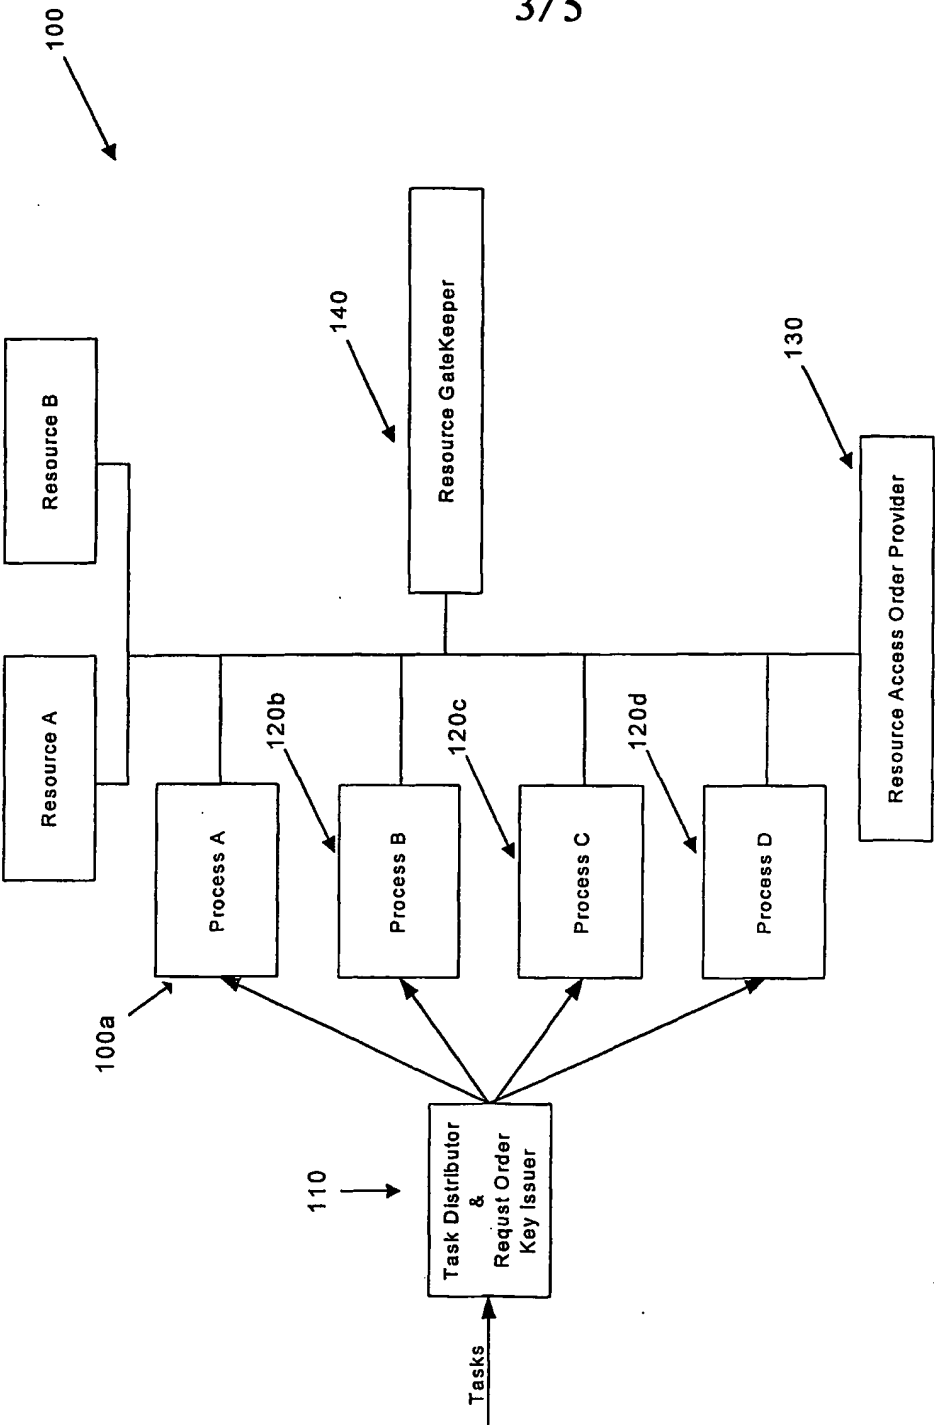 3/5
100
Resource A
Resource B
100a
Process A
120b
Process B
120c
Process C
120d
Process D
140
Resource GateKeeper
130
Resource Access Order Provider
110
Task Distributor
&
Requst Order
Key Issuer
Tasks